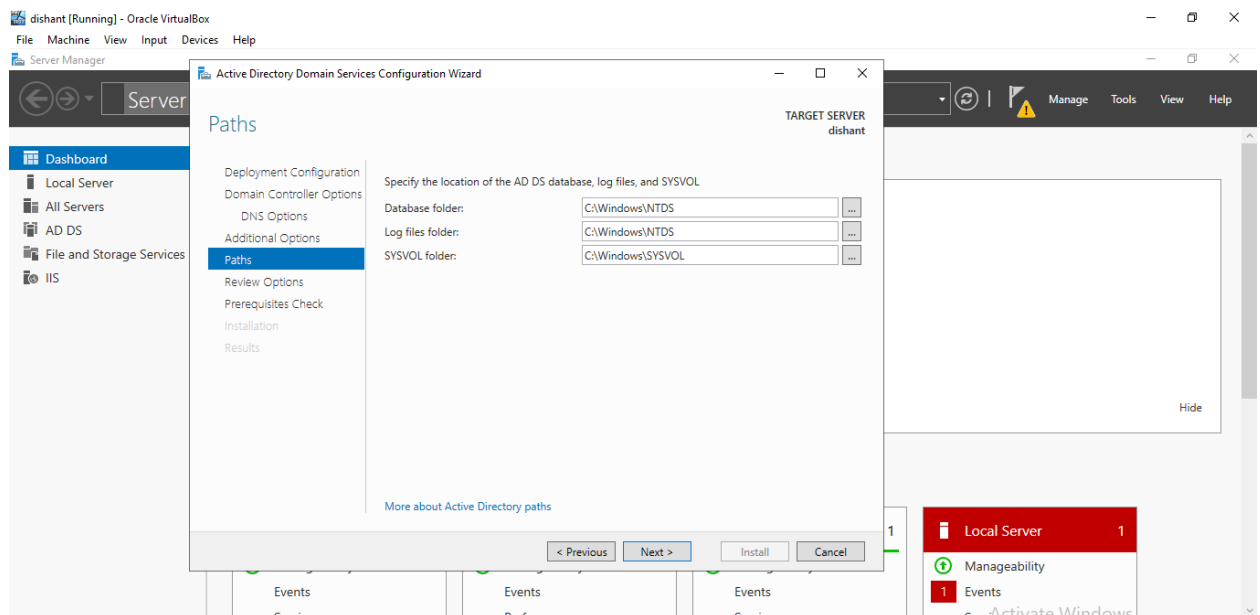 dishant [Running] - Oracle VirtualBox
File Machine View Input Devices Help
Server Manager
Server
Manage Tools View Help
Dashboard
Local Server
All Servers
AD DS
File and Storage Services
IIS
Active Directory Domain Services Configuration Wizard
Paths
TARGET SERVER
dishant
Deployment Configuration
Domain Controller Options
DNS Options
Additional Options
Paths
Review Options
Prerequisites Check
Installation
Results
Specify the location of the AD DS database, log files, and SYSVOL
Database folder: C:\Windows\NTDS ...
Log files folder: C:\Windows\NTDS ...
SYSVOL folder: C:\Windows\SYSVOL ...
More about Active Directory paths
< Previous Next > Install Cancel
Hide
1
Local Server 1
Manageability
1 Events
Events
Events
Events
Activate Windows